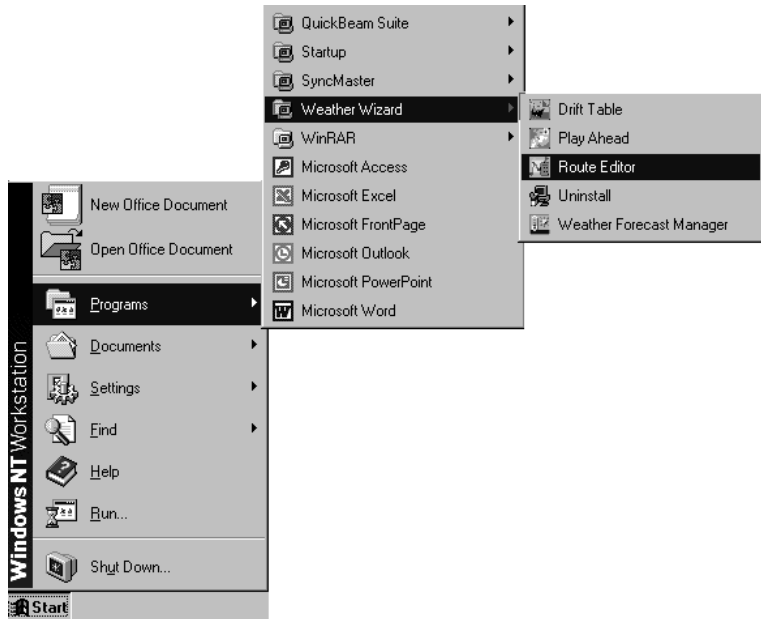 QuickBeam Suite
Startup
SyncMaster
Weather Wizard
WinRAR
Microsoft Access
Microsoft Excel
Microsoft FrontPage
Microsoft Outlook
Microsoft PowerPoint
Microsoft Word
Drift Table
Play Ahead
Route Editor
Uninstall
Weather Forecast Manager
New Office Document
Open Office Document
Programs
Documents
Settings
Find
Help
Run...
Shut Down...
Windows NT Workstation
Start